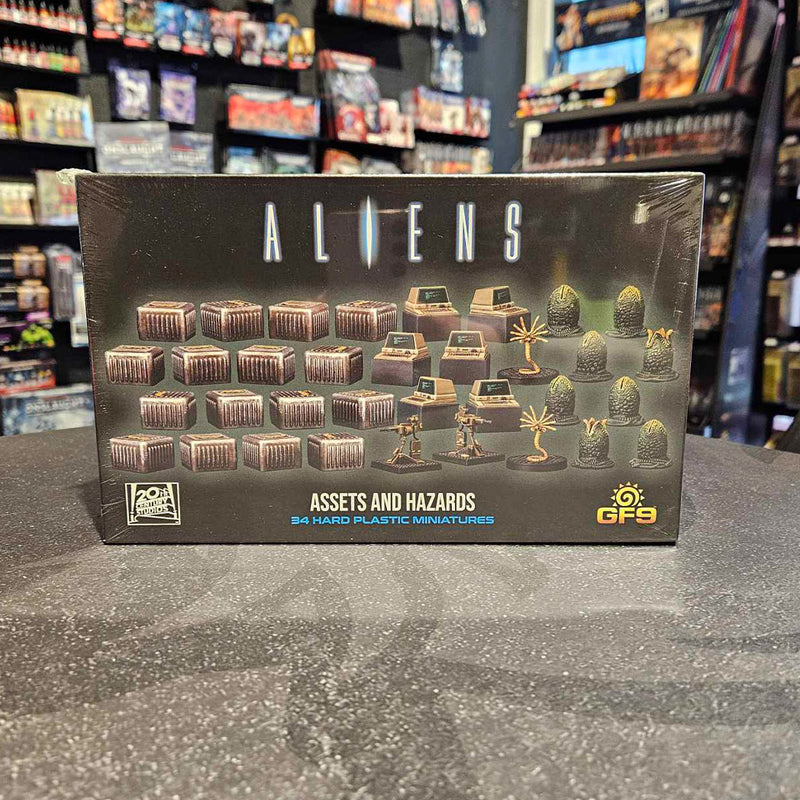 ALIENS
ASSETS AND HAZARDS
34 HARD PLASTIC MINIATURES
20TH
CENTURY
STUDIOS
GF9